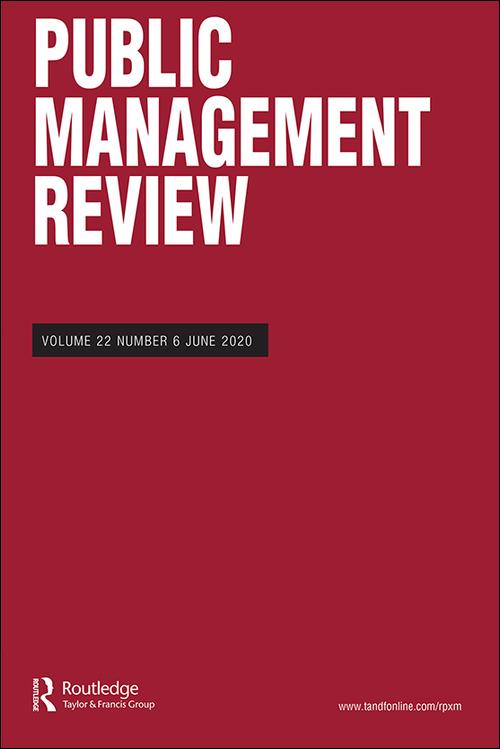 PUBLIC
MANAGEMENT
REVIEW
VOLUME 22 NUMBER 6 JUNE 2020
ROUTLEDGE
Routledge
Taylor & Francis Group
www.tandfonline.com/rpxm